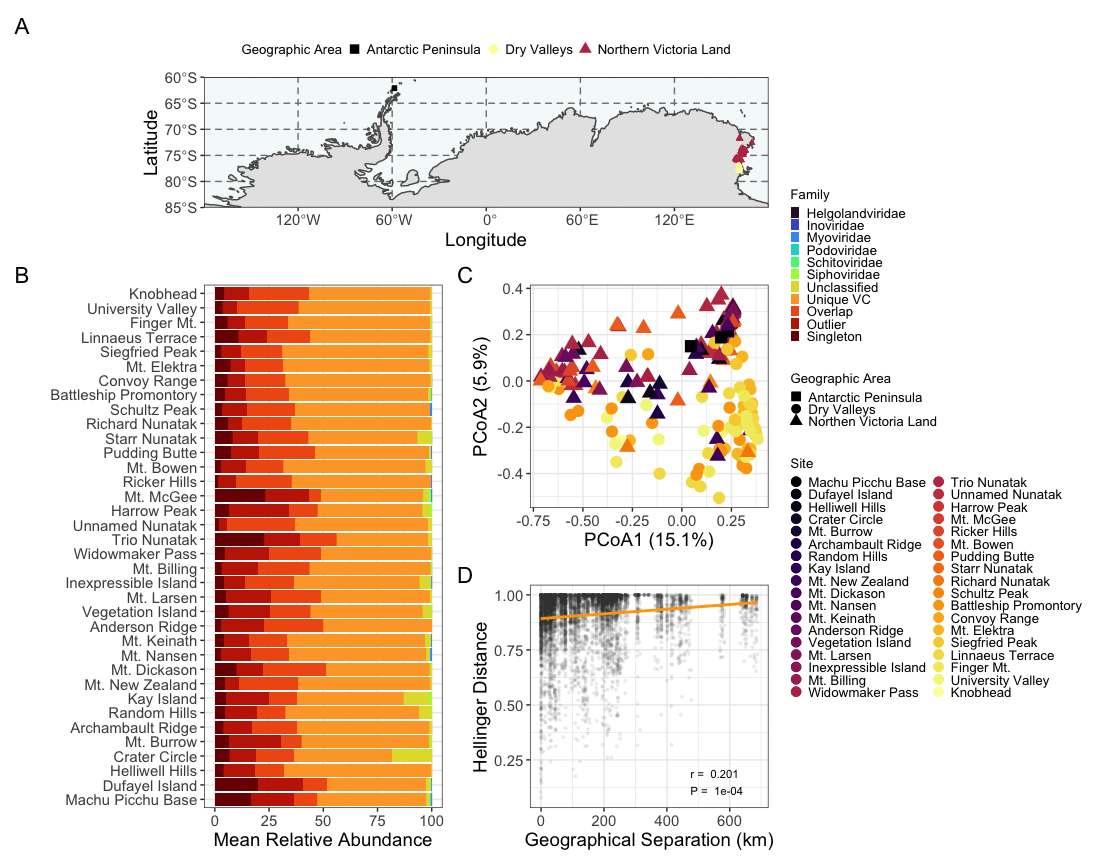 A
Geographic Area Antarctic Peninsula Dry Valleys Northern Victoria Land
60°S
65°S
70°S
75°S
80°S
85°S
Latitude
120°W 60°W 0° 60°E 120°E
Longitude
Family
Helgolandviridae
Inoviridae
Myoviridae
Podoviridae
Schitoviridae
Siphoviridae
Unclassified
Unique VC
Overlap
Outlier
Singleton
Geographic Area
Antarctic Peninsula
Dry Valleys
Northen Victoria Land
Site
Machu Picchu Base
Dufayel Island
Helliwell Hills
Crater Circle
Mt. Burrow
Archambault Ridge
Random Hills
Kay Island
Mt. New Zealand
Mt. Dickason
Mt. Nansen
Mt. Keinath
Anderson Ridge
Vegetation Island
Mt. Larsen
Inexpressible Island
Mt. Billing
Widowmaker Pass
Trio Nunatak
Unnamed Nunatak
Harrow Peak
Mt. McGee
Ricker Hills
Mt. Bowen
Pudding Butte
Starr Nunatak
Richard Nunatak
Schultz Peak
Battleship Promontory
Convoy Range
Mt. Elektra
Siegfried Peak
Linnaeus Terrace
Finger Mt.
University Valley
Knobhead
B
Knobhead
University Valley
Finger Mt.
Linnaeus Terrace
Siegfried Peak
Mt. Elektra
Convoy Range
Battleship Promontory
Schultz Peak
Richard Nunatak
Starr Nunatak
Pudding Butte
Mt. Bowen
Ricker Hills
Mt. McGee
Harrow Peak
Unnamed Nunatak
Trio Nunatak
Widowmaker Pass
Mt. Billing
Inexpressible Island
Mt. Larsen
Vegetation Island
Anderson Ridge
Mt. Keinath
Mt. Nansen
Mt. Dickason
Mt. New Zealand
Kay Island
Random Hills
Archambault Ridge
Mt. Burrow
Crater Circle
Helliwell Hills
Dufayel Island
Machu Picchu Base
0 25 50 75 100
Mean Relative Abundance
C
0.4
0.2
0.0
-0.2
-0.4
PCoA2 (5.9%)
-0.75 -0.50 -0.25 0.00 0.25
PCoA1 (15.1%)
D
1.00
0.75
0.50
0.25
Hellinger Distance
r = 0.201
P = 1e-04
0 200 400 600
Geographical Separation (km)